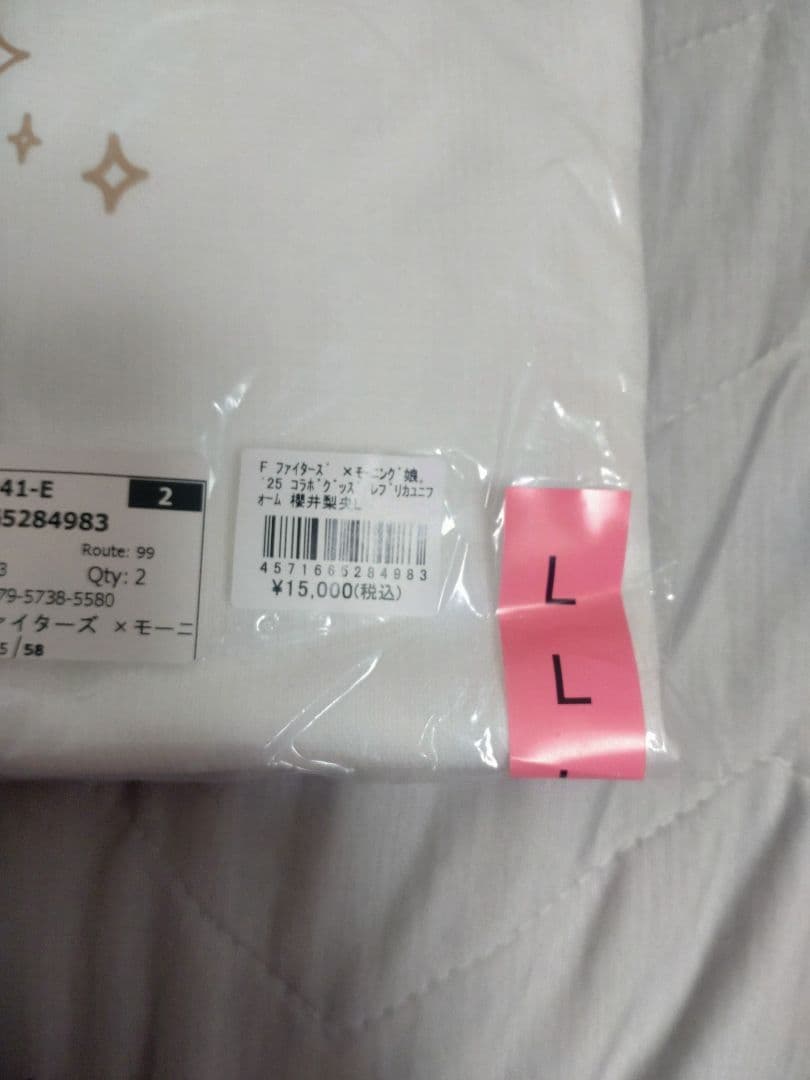 41-E
2
65284983
Route: 99
3
Qty: 2
79-5738-5580
ァイターズ ×モーニ
5/58
F ファイターズ ×モーニング娘。
'25 コラボグッズ レプリカユニフ
ォーム 櫻井梨央L
4571665284983
¥15,000(税込)
L
L